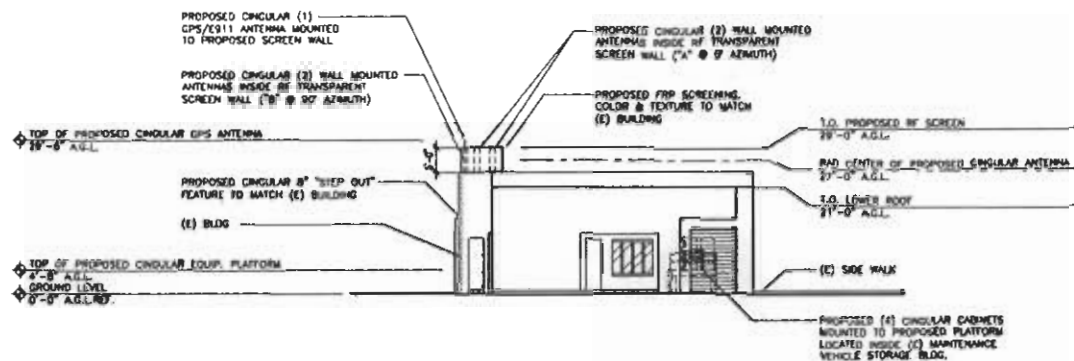 PROPOSED CINGULAR (1)
GPS/E911 ANTENNA MOUNTED
TO PROPOSED SCREEN WALL
PROPOSED CINGULAR (2) WALL MOUNTED
ANTENNAS INSIDE RF TRANSPARENT
SCREEN WALL ("A" @ 0° AZIMUTH)
PROPOSED CINGULAR (2) WALL MOUNTED
ANTENNAS INSIDE RF TRANSPARENT
SCREEN WALL ("B" @ 90° AZIMUTH)
PROPOSED FRP SCREENING,
COLOR & TEXTURE TO MATCH
(E) BUILDING
TOP OF PROPOSED CINGULAR GPS ANTENNA
A.G.L.
T.O. PROPOSED RF SCREEN
29'-0" A.G.L.
RAD CENTER OF PROPOSED CINGULAR ANTENNA
27'-0" A.G.L.
PROPOSED CINGULAR 8" "STEP OUT"
FEATURE TO MATCH (E) BUILDING
T.O. LOWER ROOF
21'-0" A.G.L.
(E) BLDG
TOP OF PROPOSED CINGULAR EQUIP. PLATFORM
A.G.L.
GROUND LEVEL
0'-0" A.G.L. REF.
(E) SIDE WALK
PROPOSED (4) CINGULAR CABINETS
MOUNTED TO PROPOSED PLATFORM
LOCATED INSIDE (E) MAINTENANCE
VEHICLE STORAGE BLDG.